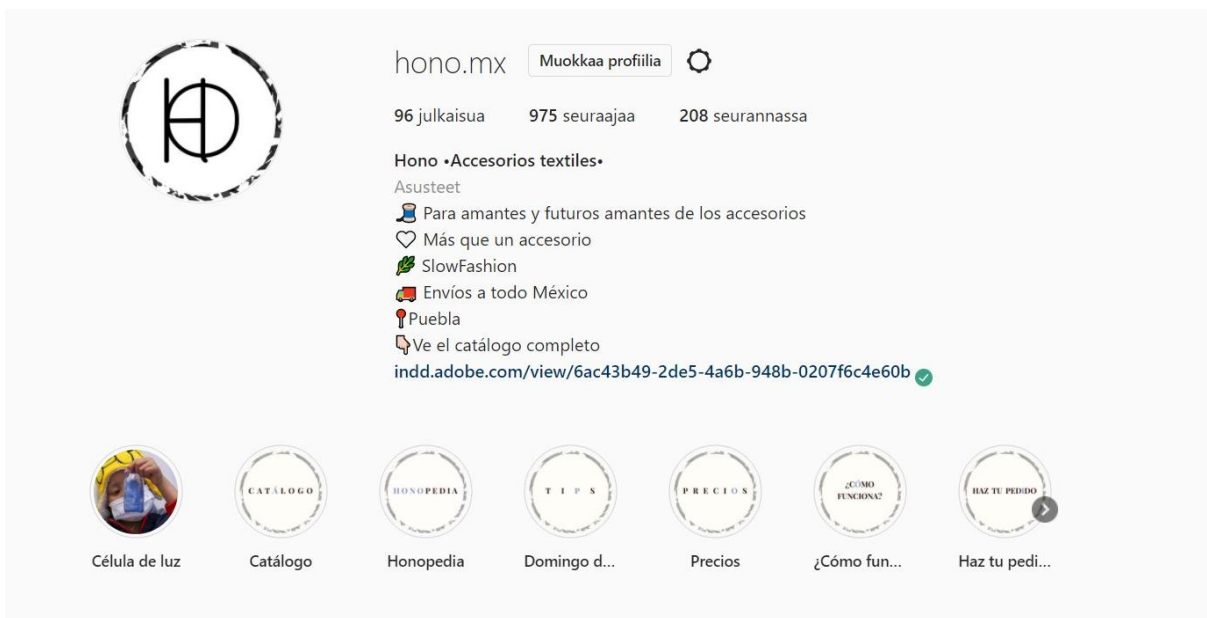 hono.mx Muokkaa profiilia
96 julkaisua 975 seuraajaa 208 seurannassa
Hono •Accesorios textiles•
Asusteet
🧵 Para amantes y futuros amantes de los accesorios
♡ Más que un accesorio
🌿 SlowFashion
🚚 Envíos a todo México
📍Puebla
👇🏻Ve el catálogo completo
indd.adobe.com/view/6ac43b49-2de5-4a6b-948b-0207f6c4e60b
CATÁLOGO
HONOPEDIA
TIPS
PRECIOS
¿CÓMO
FUNCIONA?
HAZ TU PEDIDO
Célula de luz
Catálogo
Honopedia
Domingo d...
Precios
¿Cómo fun...
Haz tu pedi...